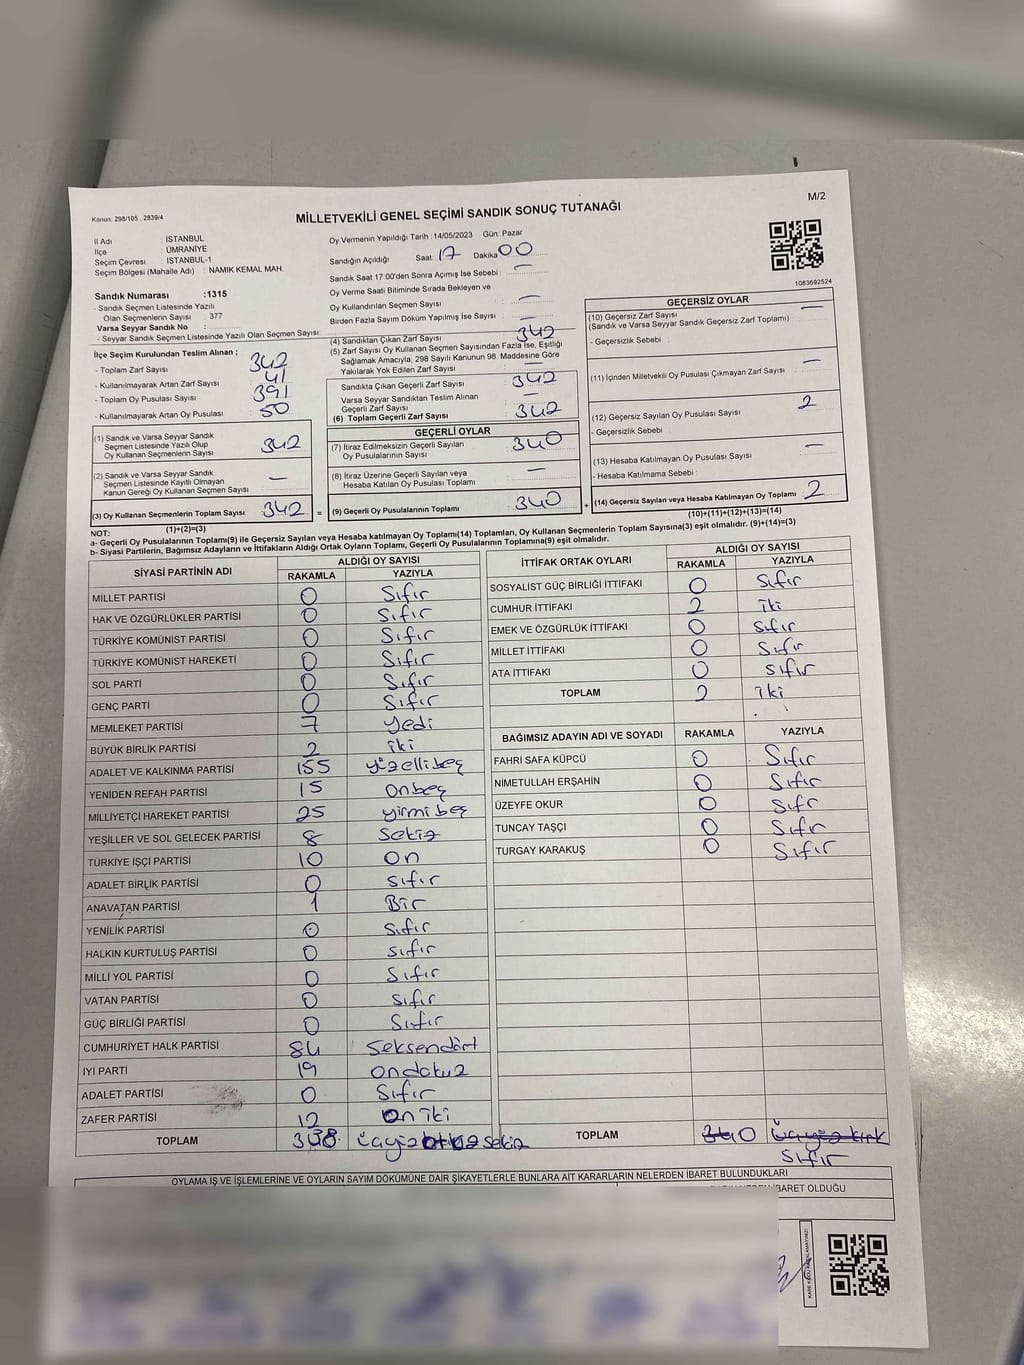 Kanun: 298/105 , 2839/4
MİLLETVEKİLİ GENEL SEÇİMİ SANDIK SONUÇ TUTANAĞI
M/2
İl Adı : İSTANBUL
İlçe : ÜMRANİYE
Seçim Çevresi : İSTANBUL-1
Seçim Bölgesi (Mahalle Adı) : NAMIK KEMAL MAH.
Sandık Numarası :1315
- Sandık Seçmen Listesinde Yazılı
Olan Seçmenlerin Sayısı : 377
Varsa Seyyar Sandık No :
- Seyyar Sandık Seçmen Listesinde Yazılı Olan Seçmen Sayısı:
İlçe Seçim Kurulundan Teslim Alınan ;
- Toplam Zarf Sayısı 342
- Kullanılmayarak Artan Zarf Sayısı 41
- Toplam Oy Pusulası Sayısı 391
- Kullanılmayarak Artan Oy Pusulası 50
(1) Sandık ve Varsa Seyyar Sandık
Seçmen Listesinde Yazılı Olup
Oy Kullanan Seçmenlerin Sayısı 342
(2) Sandık ve Varsa Seyyar Sandık
Seçmen Listesinde Kayıtlı Olmayan
Kanun Gereği Oy Kullanan Seçmen Sayısı —
(3) Oy Kullanan Seçmenlerin Toplam Sayısı 342
(1)+(2)=(3)
Oy Vermenin Yapıldığı Tarih :14/05/2023 Gün: Pazar
Sandığın Açıldığı Saat: 17 Dakika 00
Sandık Saat 17:00'den Sonra Açımış İse Sebebi : —
Oy Verme Saati Bitiminde Sırada Bekleyen ve
Oy Kullandırılan Seçmen Sayısı : —
Birden Fazla Sayım Döküm Yapılmış İse Sayısı : —
(4) Sandıktan Çıkan Zarf Sayısı 342
(5) Zarf Sayısı Oy Kullanan Seçmen Sayısından Fazla İse, Eşitliği
Sağlamak Amacıyla, 298 Sayılı Kanunun 98. Maddesine Göre
Yakılarak Yok Edilen Zarf Sayısı : —
Sandıkta Çıkan Geçerli Zarf Sayısı 342
Varsa Seyyar Sandıktan Teslim Alınan
Geçerli Zarf Sayısı —
(6) Toplam Geçerli Zarf Sayısı 342
GEÇERLİ OYLAR
(7) İtiraz Edilmeksizin Geçerli Sayılan
Oy Pusulalarının Sayısı: 340
(8) İtiraz Üzerine Geçerli Sayılan veya
Hesaba Katılan Oy Pusulası Toplamı —
= (9) Geçerli Oy Pusulalarının Toplamı: 340 +
1083692524
GEÇERSİZ OYLAR
(10) Geçersiz Zarf Sayısı —
(Sandık ve Varsa Seyyar Sandık Geçersiz Zarf Toplamı)
- Geçersizlik Sebebi :
(11) İçinden Milletvekili Oy Pusulası Çıkmayan Zarf Sayısı —
(12) Geçersiz Sayılan Oy Pusulası Sayısı 2
- Geçersizlik Sebebi
(13) Hesaba Katılmayan Oy Pusulası Sayısı —
- Hesaba Katılmama Sebebi :
(14) Geçersiz Sayılan veya Hesaba Katılmayan Oy Toplamı 2
(10)+(11)+(12)+(13)=(14)
NOT:
a- Geçerli Oy Pusulalarının Toplamı(9) ile Geçersiz Sayılan veya Hesaba katılmayan Oy Toplamı(14) Toplamları, Oy Kullanan Seçmenlerin Toplam Sayısına(3) eşit olmalıdır. (9)+(14)=(3)
b- Siyasi Partilerin, Bağımsız Adayların ve İttifakların Aldığı Ortak Oyların Toplamı, Geçerli Oy Pusulalarının Toplamına(9) eşit olmalıdır.
SİYASİ PARTİNİN ADI ALDIĞI OY SAYISI
RAKAMLA YAZIYLA
MİLLET PARTİSİ 0 Sıfır
HAK VE ÖZGÜRLÜKLER PARTİSİ 0 Sıfır
TÜRKİYE KOMÜNİST PARTİSİ 0 Sıfır
TÜRKİYE KOMÜNİST HAREKETİ 0 Sıfır
SOL PARTİ 0 Sıfır
GENÇ PARTİ 0 Sıfır
MEMLEKET PARTİSİ 7 yedi
BÜYÜK BİRLİK PARTİSİ 2 iki
ADALET VE KALKINMA PARTİSİ 155 yüzellibeş
YENİDEN REFAH PARTİSİ 15 onbeş
MİLLİYETÇİ HAREKET PARTİSİ 25 yirmibeş
YEŞİLLER VE SOL GELECEK PARTİSİ 8 Sekiz
TÜRKİYE İŞÇİ PARTİSİ 10 on
ADALET BİRLİK PARTİSİ 0 sıfır
ANAVATAN PARTİSİ 1 Bir
YENİLİK PARTİSİ 0 sıfır
HALKIN KURTULUŞ PARTİSİ 0 sıfır
MİLLİ YOL PARTİSİ 0 Sıfır
VATAN PARTİSİ 0 sıfır
GÜÇ BİRLİĞİ PARTİSİ 0 Sıfır
CUMHURİYET HALK PARTİSİ 84 Seksendört
İYİ PARTİ 19 ondokuz
ADALET PARTİSİ 0 Sıfır
ZAFER PARTİSİ 12 on iki
TOPLAM 338 sekiz
İTTİFAK ORTAK OYLARI ALDIĞI OY SAYISI
RAKAMLA YAZIYLA
SOSYALİST GÜÇ BİRLİĞİ İTTİFAKI 0 Sıfır
CUMHUR İTTİFAKI 2 iki
EMEK VE ÖZGÜRLÜK İTTİFAKI 0 Sıfır
MİLLET İTTİFAKI 0 Sıfır
ATA İTTİFAKI 0 sıfır
TOPLAM 2 iki
BAĞIMSIZ ADAYIN ADI VE SOYADI RAKAMLA YAZIYLA
FAHRİ SAFA KÜPCÜ 0 Sıfır
NİMETULLAH ERŞAHİN 0 Sıfır
ÜZEYFE OKUR 0 Sıfr
TUNCAY TAŞÇI 0 Sıfır
TURGAY KARAKUŞ 0 Sıfır
TOPLAM 0 sıfır
OYLAMA İŞ VE İŞLEMLERİNE VE OYLARIN SAYIM DÖKÜMÜNE DAİR ŞİKAYETLERLE BUNLARA AİT KARARLARIN NELERDEN İBARET BULUNDUKLARI
İBARET OLDUĞU